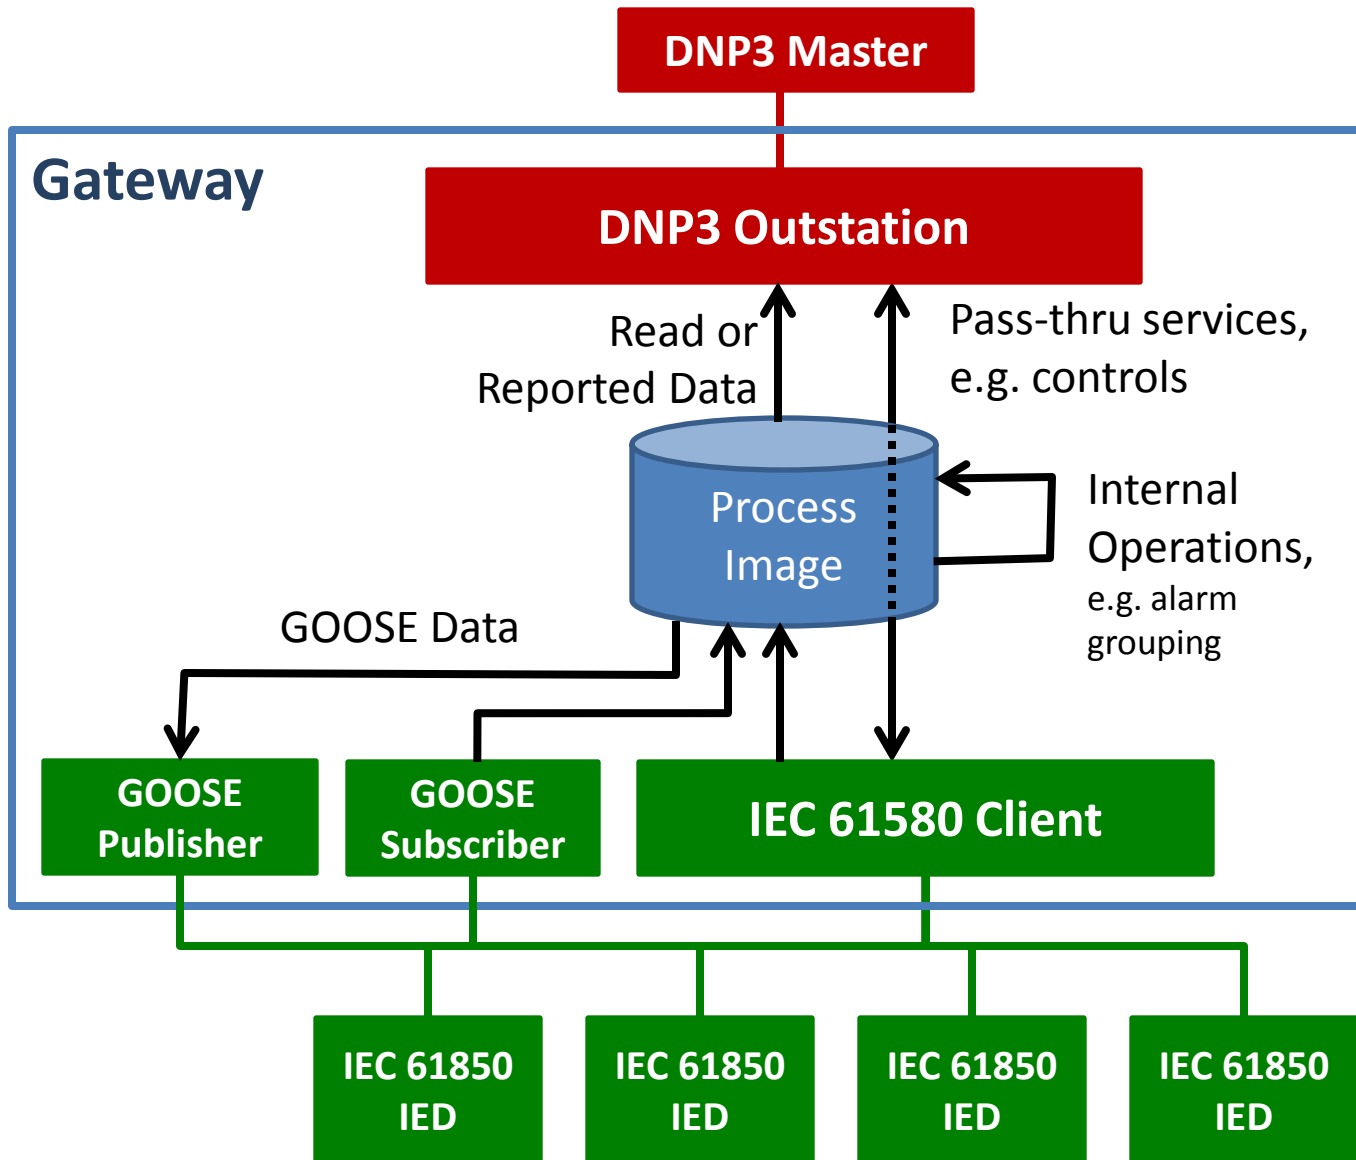 DNP3 Master
Gateway
DNP3 Outstation
Read or
Reported Data
Pass-thru services,
e.g. controls
Process
Image
Internal
Operations,
e.g. alarm
grouping
GOOSE Data
GOOSE
Publisher
GOOSE
Subscriber
IEC 61580 Client
IEC 61850
IED
IEC 61850
IED
IEC 61850
IED
IEC 61850
IED